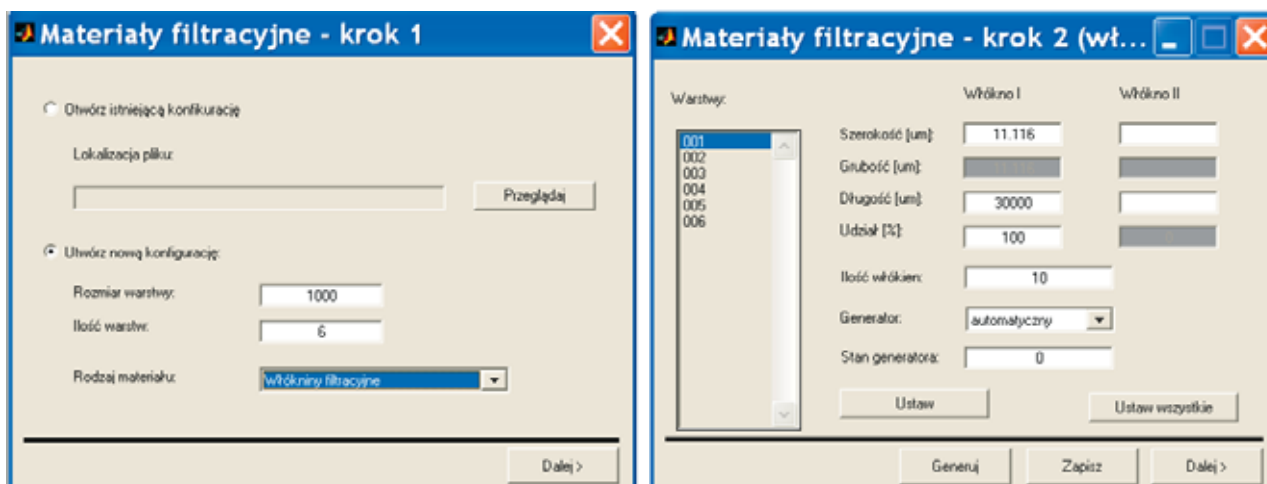 Materiały filtracyjne - krok 1
Otwórz istniejącą konfikurację
Lokalizacja pliku:
Przeglądaj
Utwórz nową konfigurację:
Rozmiar warstwy: 1000
Ilość warstw: 6
Rodzaj materiału: włókniny filtracyjne
Dalej >
Materiały filtracyjne - krok 2 (wł...
Warstwy:
001
002
003
004
005
006
Włókno I Włókno II
Szerokość [um]: 11.116
Grubość [um]: 11.116
Długość [um]: 30000
Udział [%]: 100
Ilość włókien: 10
Generator: automatyczny
Stan generatora: 0
Ustaw Ustaw wszystkie
Generuj Zapisz Dalej >